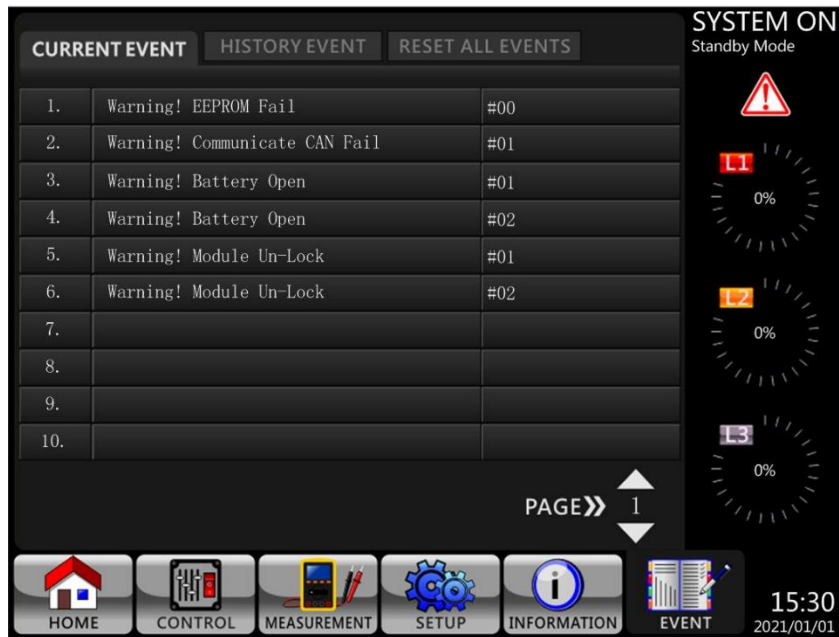 CURRENT EVENT HISTORY EVENT RESET ALL EVENTS
SYSTEM ON
Standby Mode
1. Warning! EEPROM Fail #00
2. Warning! Communicate CAN Fail #01
3. Warning! Battery Open #01
4. Warning! Battery Open #02
5. Warning! Module Un-Lock #01
6. Warning! Module Un-Lock #02
7.
8.
9.
10.
L1
0%
L2
0%
L3
0%
PAGE 1
HOME CONTROL MEASUREMENT SETUP INFORMATION EVENT
15:30
2021/01/01